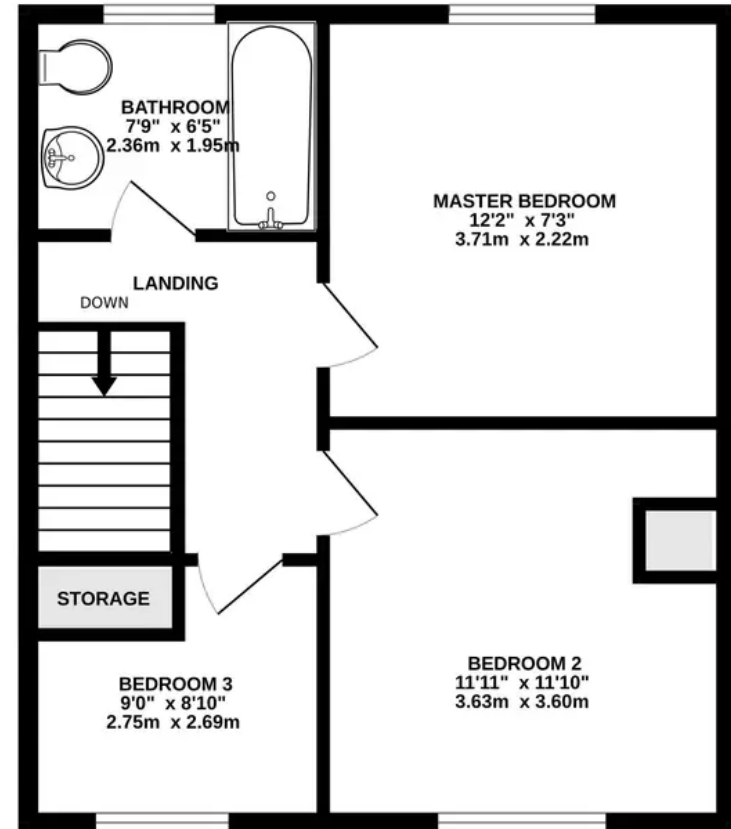 BATHROOM
7'9" x 6'5"
2.36m x 1.95m
MASTER BEDROOM
12'2" x 7'3"
3.71m x 2.22m
LANDING
DOWN
STORAGE
BEDROOM 3
9'0" x 8'10"
2.75m x 2.69m
BEDROOM 2
11'11" x 11'10"
3.63m x 3.60m